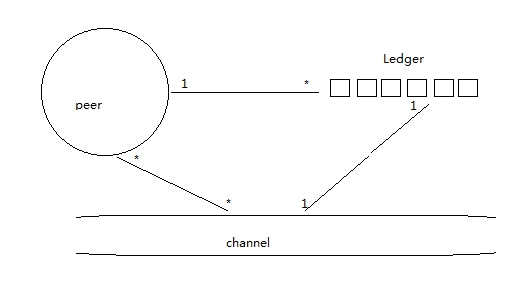 Ledger
1 *
peer
1
*
* 1
channel